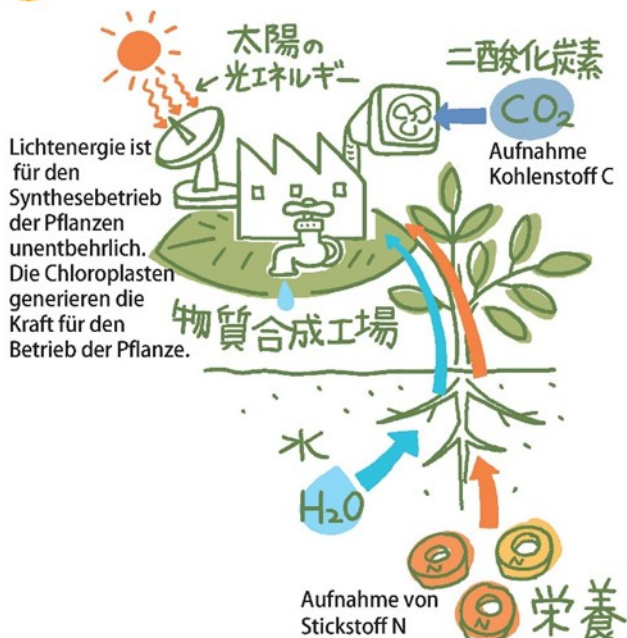 太陽の
光エネルギー
二酸化炭素
CO₂
Aufnahme
Kohlenstoff C
Lichtenergie ist
für den
Synthesebetrieb
der Pflanzen
unentbehrlich.
Die Chloroplasten
generieren die
Kraft für den
Betrieb der Pflanze.
物質合成工場
水
H₂O
N
N
N
Aufnahme von
Stickstoff N
栄養